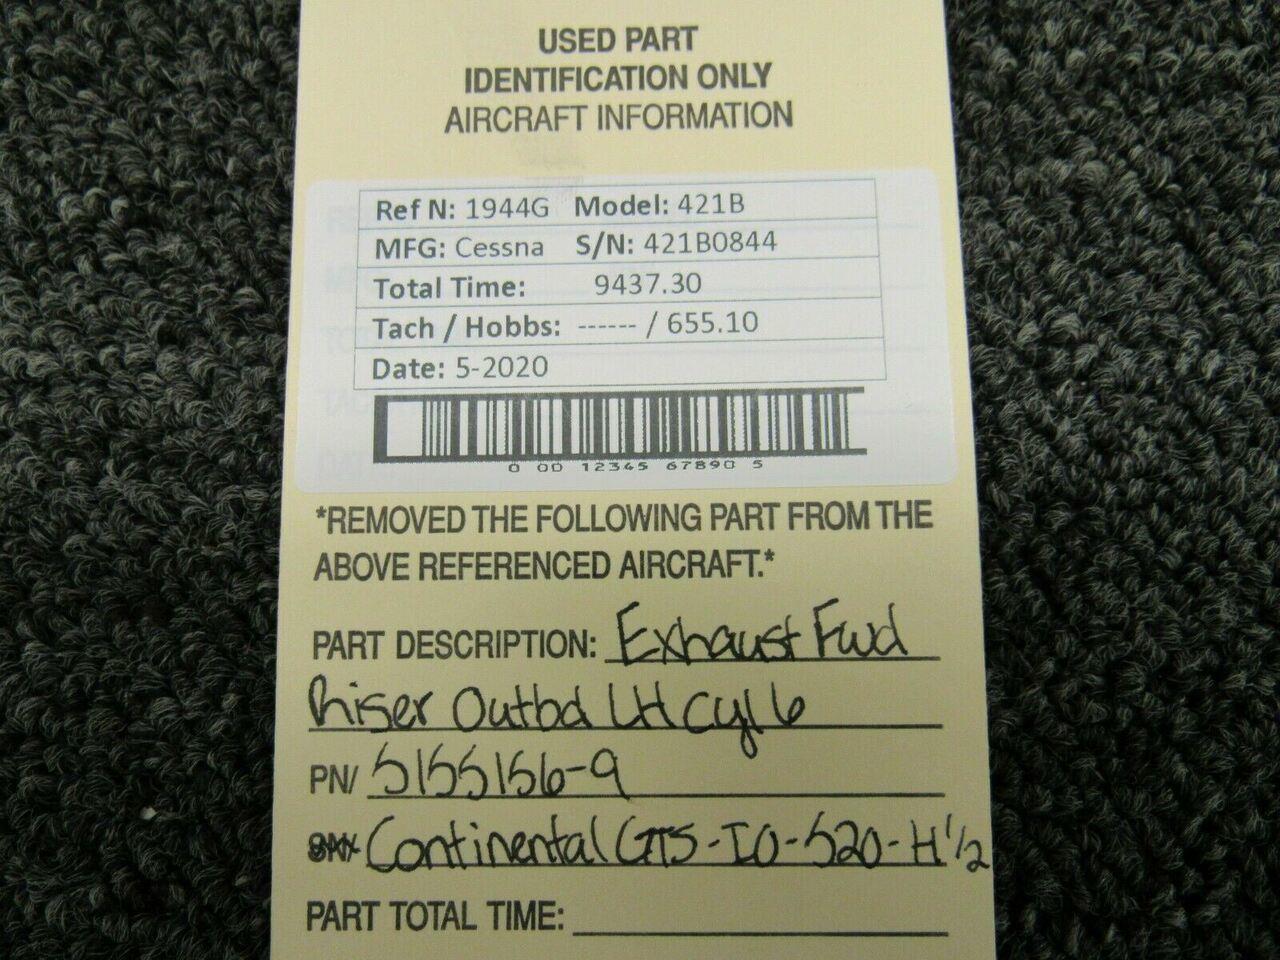 USED PART
IDENTIFICATION ONLY
AIRCRAFT INFORMATION
Ref N: 1944G Model: 421B
MFG: Cessna S/N: 421B0844
Total Time: 9437.30
Tach / Hobbs: ------ / 655.10
Date: 5-2020
0 00 12345 67890 5
*REMOVED THE FOLLOWING PART FROM THE
ABOVE REFERENCED AIRCRAFT.*
PART DESCRIPTION: Exhaust Fwd
Riser Outbd LH Cyl 6
PN/ 5155156-9
SN/ Continental GTS-IO-520-H 1/2
PART TOTAL TIME: